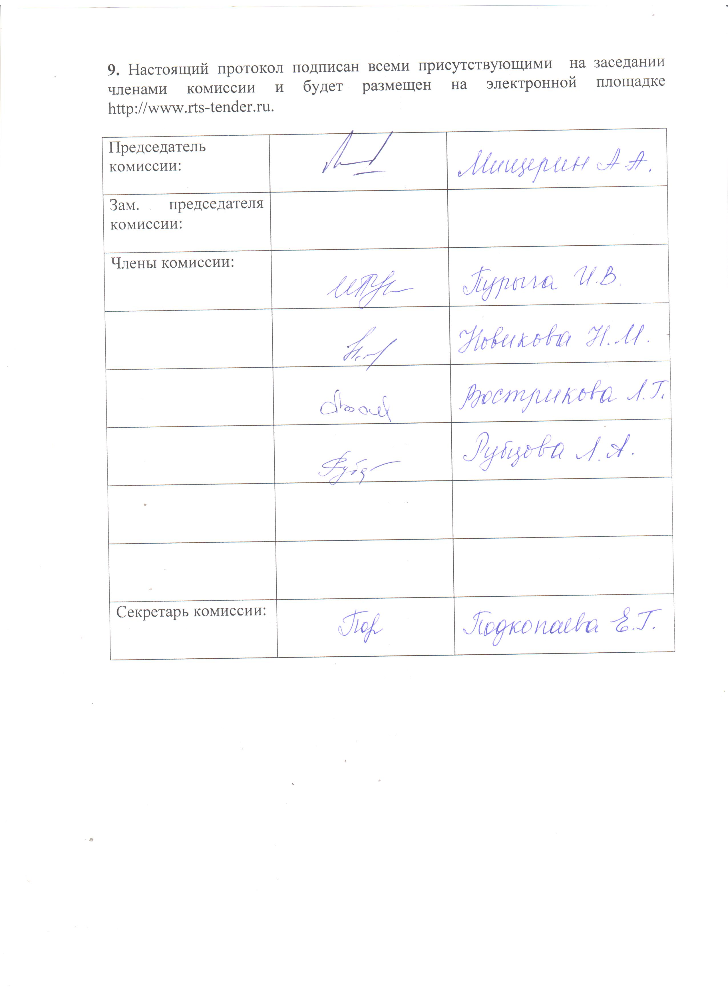 9. Настоящий протокол подписан всеми присутствующими на заседании
членами комиссии и будет размещен на электронной площадке
http://www.rts-tender.ru.
Председатель
комиссии:
Мищерин А А.
Зам. председателя
комиссии:
Члены комиссии:
Пурыга И.В.
Новикова Н.М.
Вострикова Л.Г.
Рубцова Л.А.
Секретарь комиссии:
Подкопаева Е.Г.